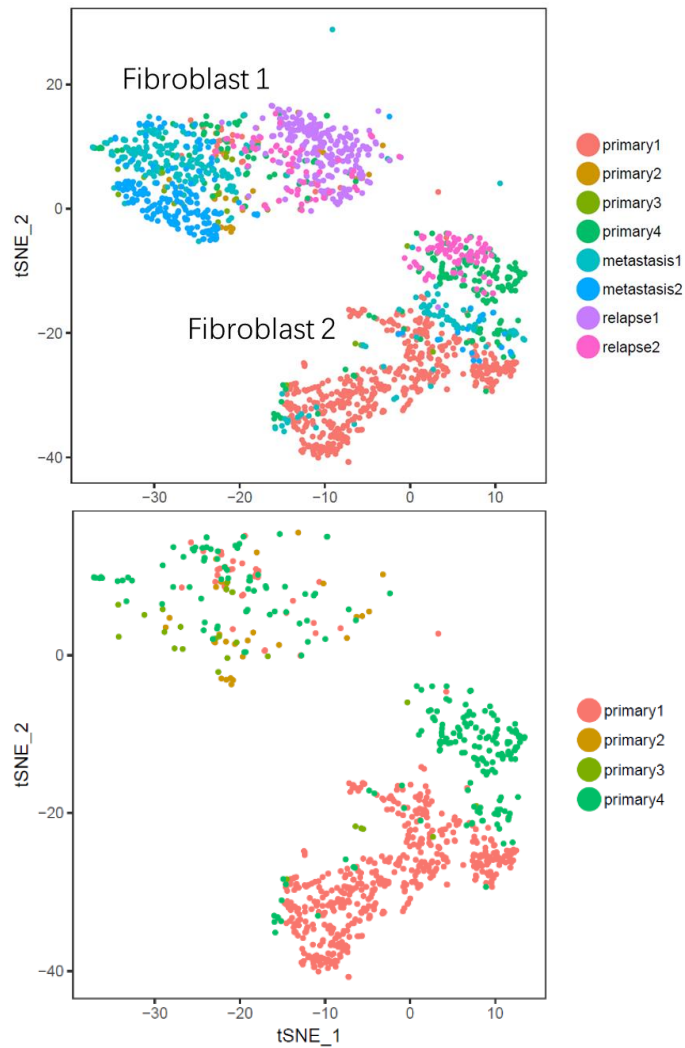 Fibroblast 1
Fibroblast 2
tSNE_2
20
0
−20
−40
−30
−20
−10
0
10
primary1
primary2
primary3
primary4
metastasis1
metastasis2
relapse1
relapse2
tSNE_2
0
−20
−40
−30
−20
−10
0
10
tSNE_1
primary1
primary2
primary3
primary4